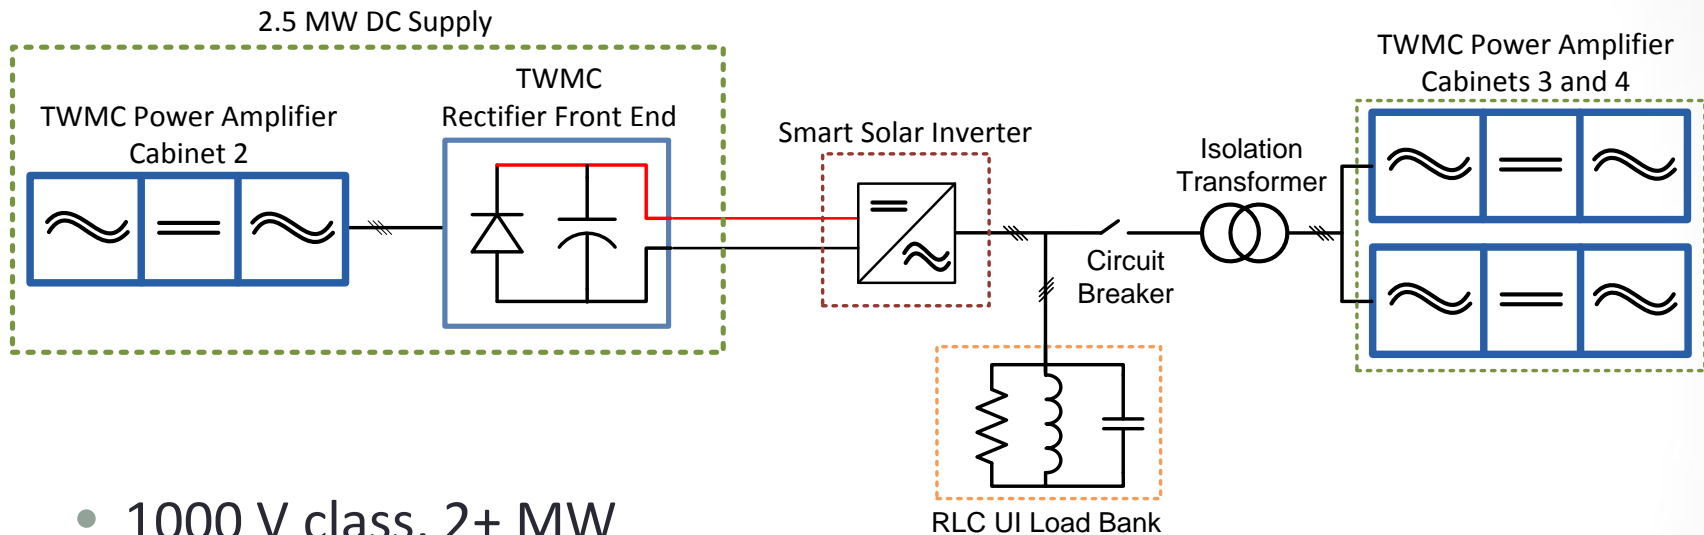 2.5 MW DC Supply
TWMC Power Amplifier
Cabinet 2
TWMC
Rectifier Front End
Smart Solar Inverter
Circuit
Breaker
Isolation
Transformer
TWMC Power Amplifier
Cabinets 3 and 4
RLC UI Load Bank
• 1000 V class, 2+ MW